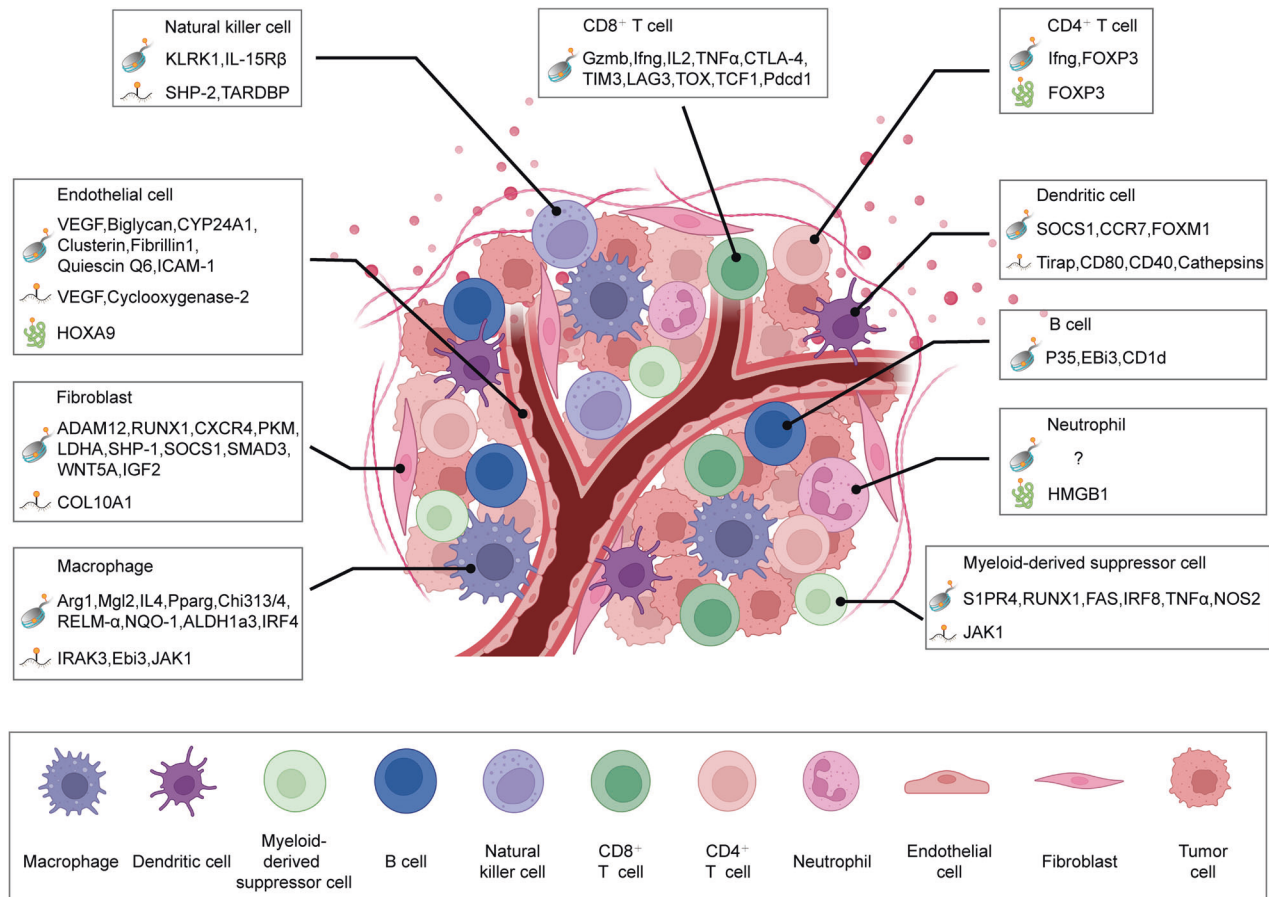 Natural killer cell
KLRK1,IL-15Rβ
SHP-2,TARDBP
CD8+ T cell
Gzmb,Ifng,IL2,TNFα,CTLA-4,
TIM3,LAG3,TOX,TCF1,Pdcd1
CD4+ T cell
Ifng,FOXP3
FOXP3
Endothelial cell
VEGF,Biglycan,CYP24A1,
Clusterin,Fibrillin1,
Quiescin Q6,ICAM-1
VEGF,Cyclooxygenase-2
HOXA9
Dendritic cell
SOCS1,CCR7,FOXM1
Tirap,CD80,CD40,Cathepsins
B cell
P35,EBi3,CD1d
Fibroblast
ADAM12,RUNX1,CXCR4,PKM,
LDHA,SHP-1,SOCS1,SMAD3,
WNT5A,IGF2
COL10A1
Neutrophil
?
HMGB1
Macrophage
Arg1,Mgl2,IL4,Pparg,Chi313/4,
RELM-α,NQO-1,ALDH1a3,IRF4
IRAK3,Ebi3,JAK1
Myeloid-derived suppressor cell
S1PR4,RUNX1,FAS,IRF8,TNFα,NOS2
JAK1
Macrophage
Dendritic cell
Myeloid-
derived
suppressor cell
B cell
Natural
killer cell
CD8+
T cell
CD4+
T cell
Neutrophil
Endothelial
cell
Fibroblast
Tumor
cell